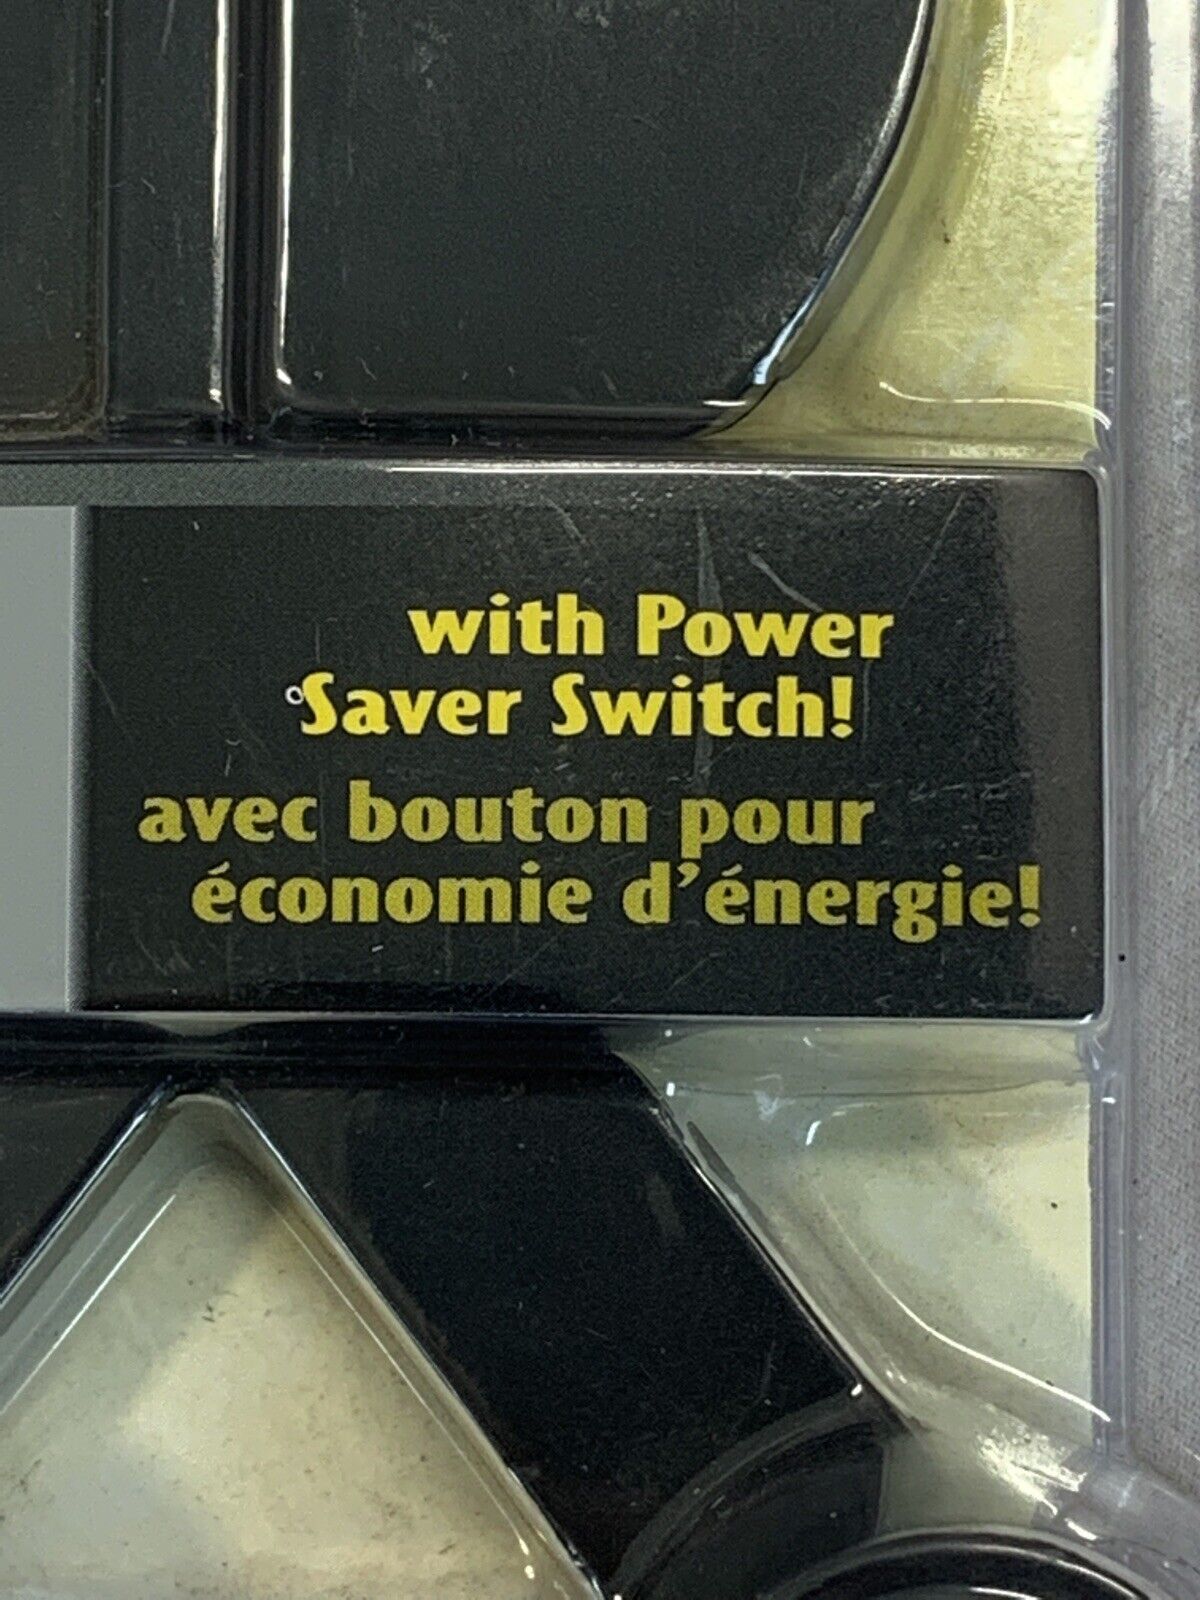 with Power
Saver Switch!
avec bouton pour
économie d'énergie!